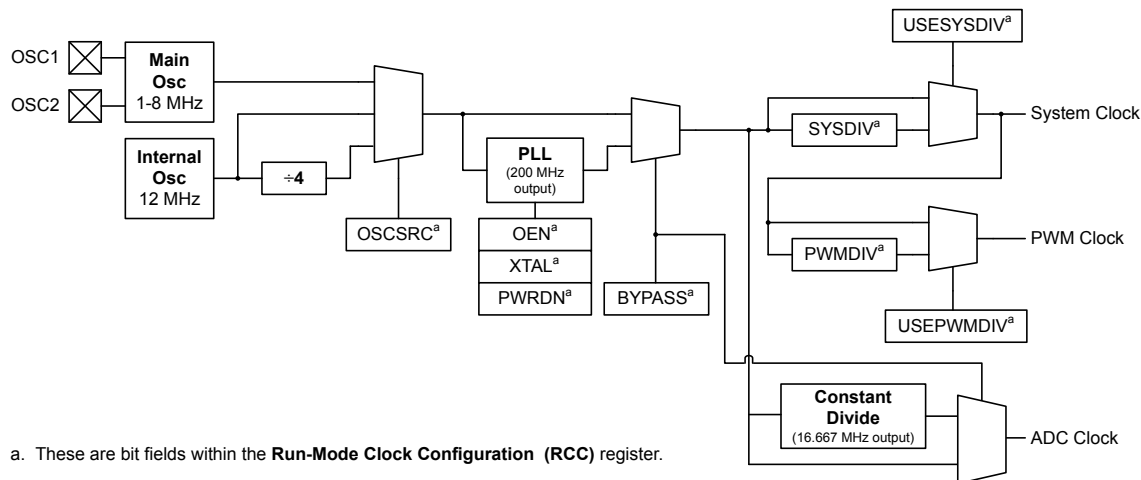 USESYSDIVᵃ
OSC1
OSC2
Main
Osc
1-8 MHz
Internal
Osc
12 MHz
÷4
OSCSRCᵃ
PLL
(200 MHz
output)
OENᵃ
XTALᵃ
PWRDNᵃ
BYPASSᵃ
SYSDIVᵃ
System Clock
PWMDIVᵃ
PWM Clock
USEPWMDIVᵃ
Constant
Divide
(16.667 MHz output)
ADC Clock
a. These are bit fields within the Run-Mode Clock Configuration (RCC) register.